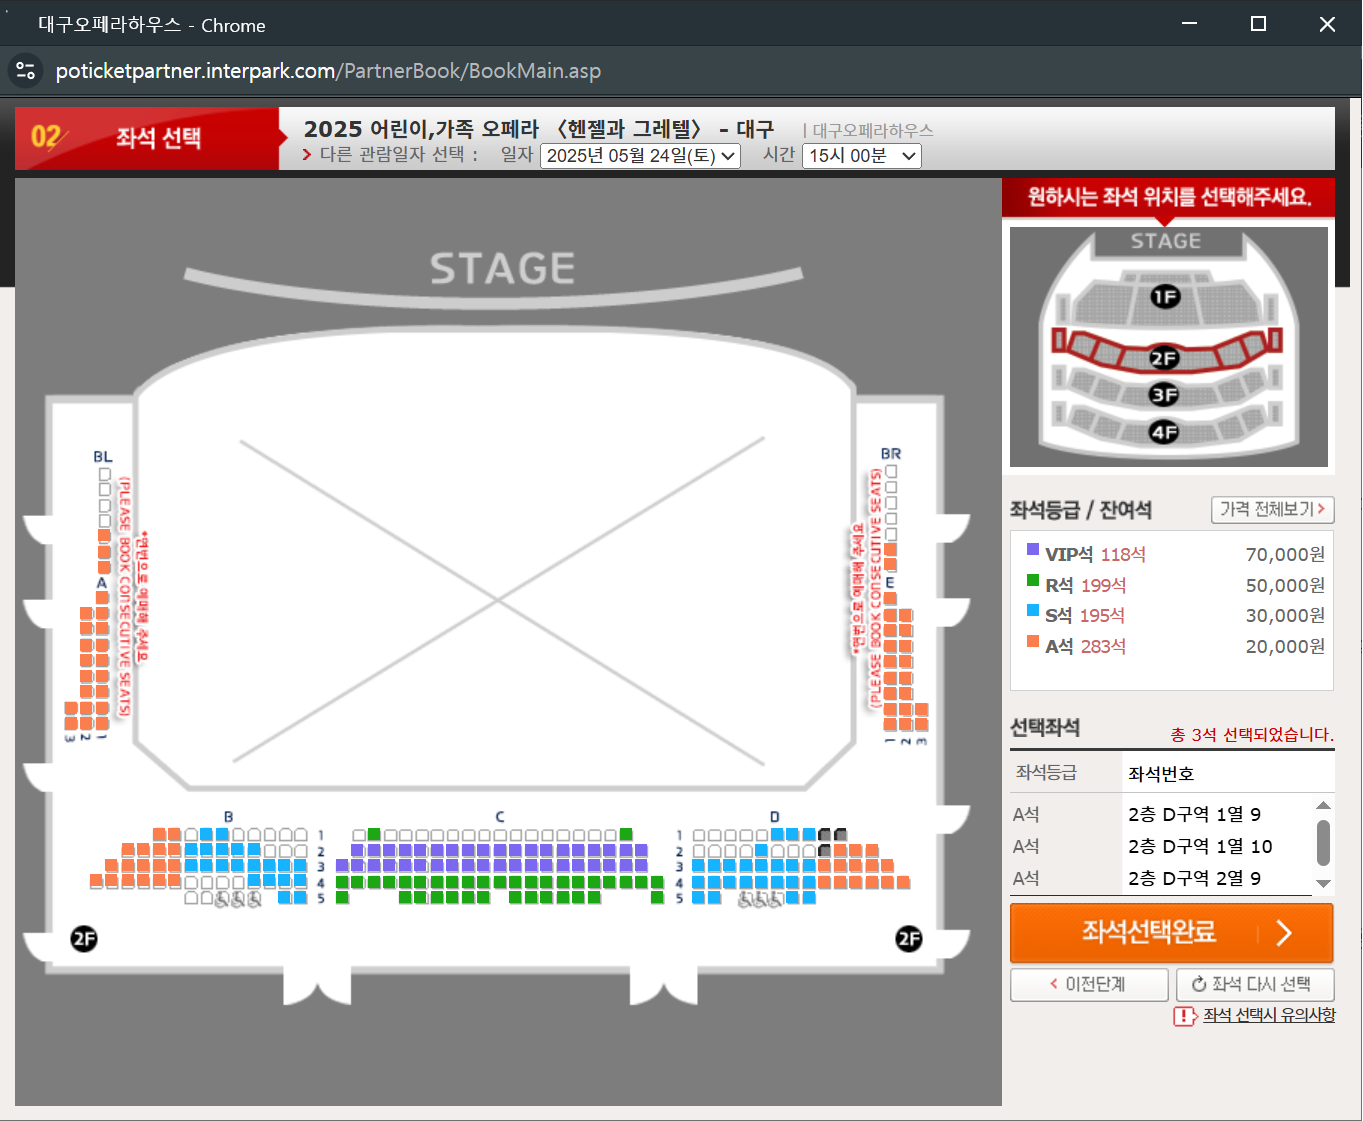 대구오페라하우스 - Chrome
poticketpartner.interpark.com/PartnerBook/BookMain.asp
02 좌석 선택
2025 어린이,가족 오페라 〈헨젤과 그레텔〉 - 대구 | 대구오페라하우스
다른 관람일자 선택 : 일자 2025년 05월 24일(토) 시간 15시 00분
STAGE
BL
(PLEASE BOOK CONSECUTIVE SEATS)
*연번으로 예매해 주세요
A
3 2 1
BR
*연번으로 예매해 주세요
(PLEASE BOOK CONSECUTIVE SEATS)
E
1 2 3
B C D
1 1
2 2
3 3
4 4
5 5
2F 2F
원하시는 좌석 위치를 선택해주세요.
STAGE
1F
2F
3F
4F
좌석등급 / 잔여석 가격 전체보기
VIP석 118석 70,000원
R석 199석 50,000원
S석 195석 30,000원
A석 283석 20,000원
선택좌석 총 3석 선택되었습니다.
좌석등급 좌석번호
A석 2층 D구역 1열 9
A석 2층 D구역 1열 10
A석 2층 D구역 2열 9
좌석선택완료
이전단계 좌석 다시 선택
좌석 선택시 유의사항